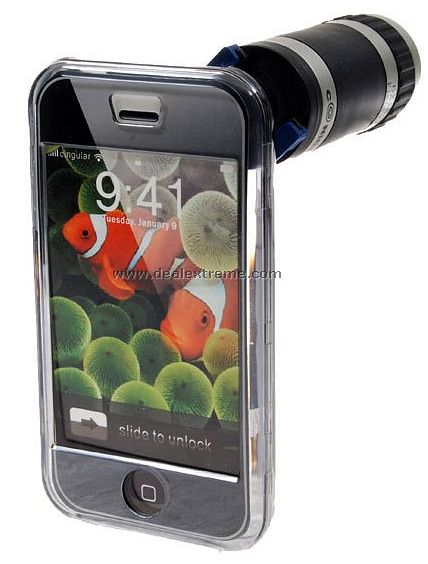 cingular
9:41
Tuesday, January 9
www.dealextreme.com
slide to unlock